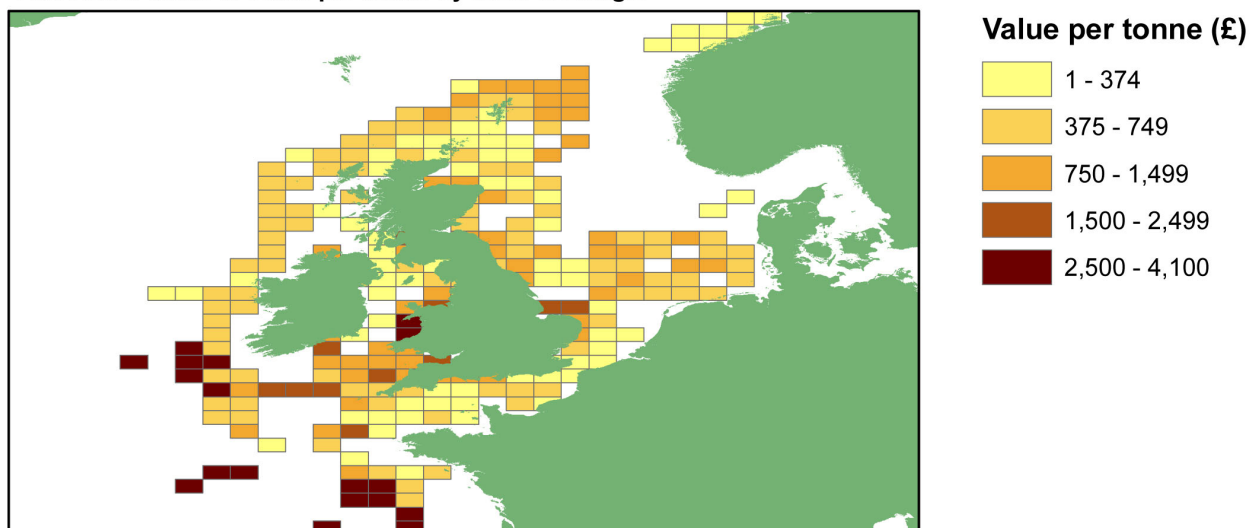 Value per tonne (£)
1 - 374
375 - 749
750 - 1,499
1,500 - 2,499
2,500 - 4,100